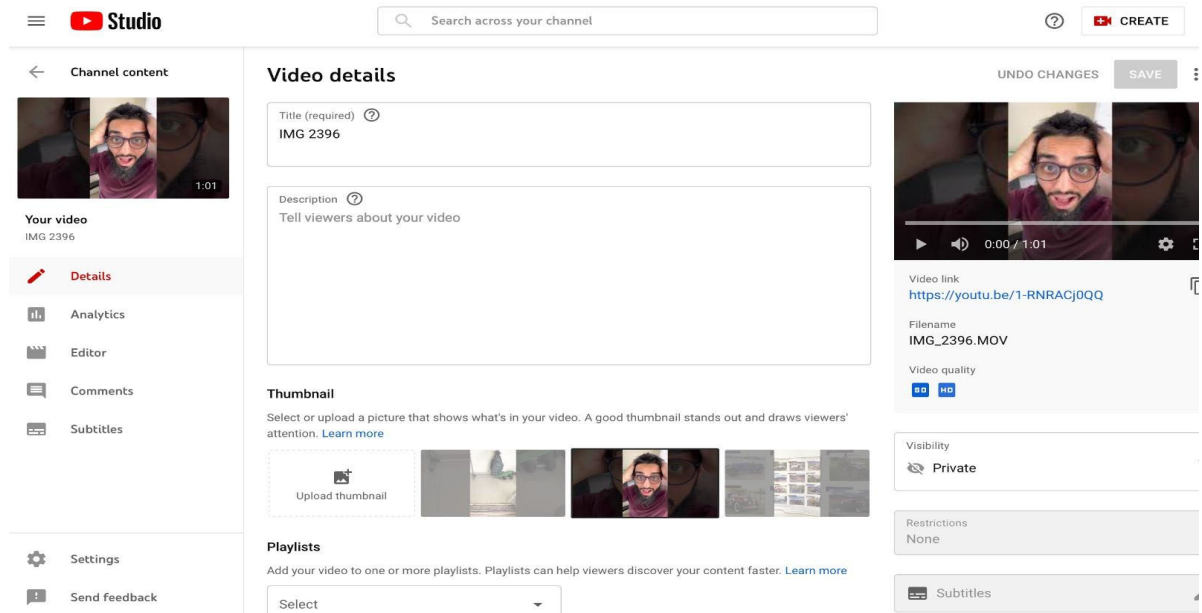 Studio
Search across your channel
CREATE
Channel content
1:01
Your video
IMG 2396
Details
Analytics
Editor
Comments
Subtitles
Settings
Send feedback
Video details
UNDO CHANGES
SAVE
Title (required)
IMG 2396
Description
Tell viewers about your video
Thumbnail
Select or upload a picture that shows what's in your video. A good thumbnail stands out and draws viewers'
attention. Learn more
Upload thumbnail
Playlists
Add your video to one or more playlists. Playlists can help viewers discover your content faster. Learn more
Select
0:00 / 1:01
Video link
https://youtu.be/1-RNRACj0QQ
Filename
IMG_2396.MOV
Video quality
SD HD
Visibility
Private
Restrictions
None
Subtitles